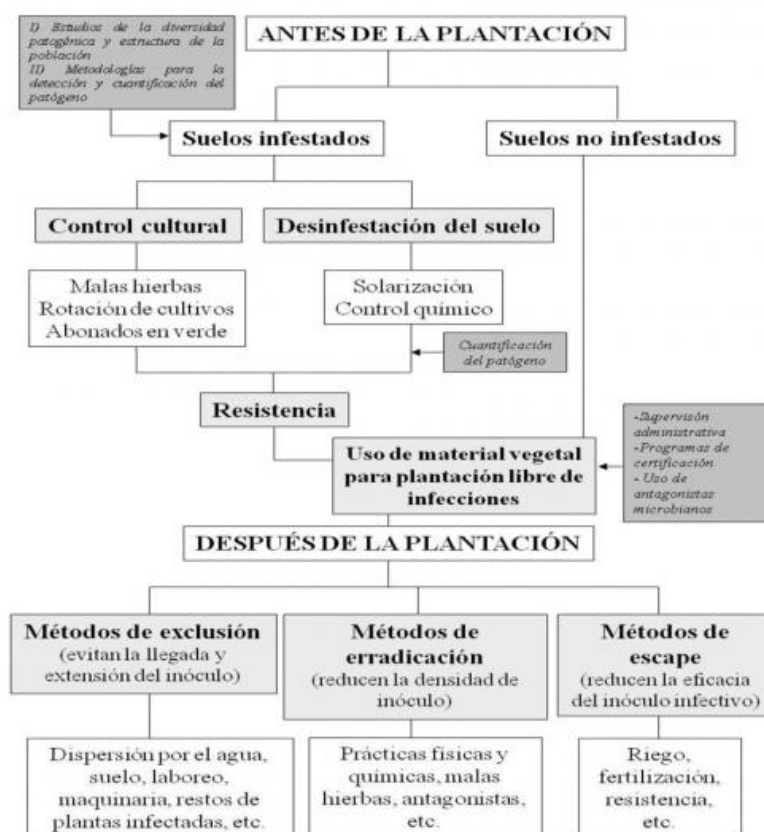 I) Estudios de la diversidad
patogénica y estructura de la
población
II) Metodologías para la
detección y cuantificación del
patógeno
ANTES DE LA PLANTACIÓN
Suelos infestados
Suelos no infestados
Control cultural
Desinfestación del suelo
Malas hierbas
Rotación de cultivos
Abonados en verde
Solarización
Control químico
Cuantificación
del patógeno
Resistencia
-Supervisón
administrativa
-Programas de
certificación
- Uso de
antagonistas
microbianos
Uso de material vegetal
para plantación libre de
infecciones
DESPUÉS DE LA PLANTACIÓN
Métodos de exclusión
(evitan la llegada y
extensión del inóculo)
Métodos de
erradicación
(reducen la densidad de
inóculo)
Métodos de
escape
(reducen la eficacia
del inóculo infectivo)
Dispersión por el agua,
suelo, laboreo,
maquinaria, restos de
plantas infectadas, etc.
Prácticas físicas y
químicas, malas
hierbas, antagonistas,
etc.
Riego,
fertilización,
resistencia,
etc.